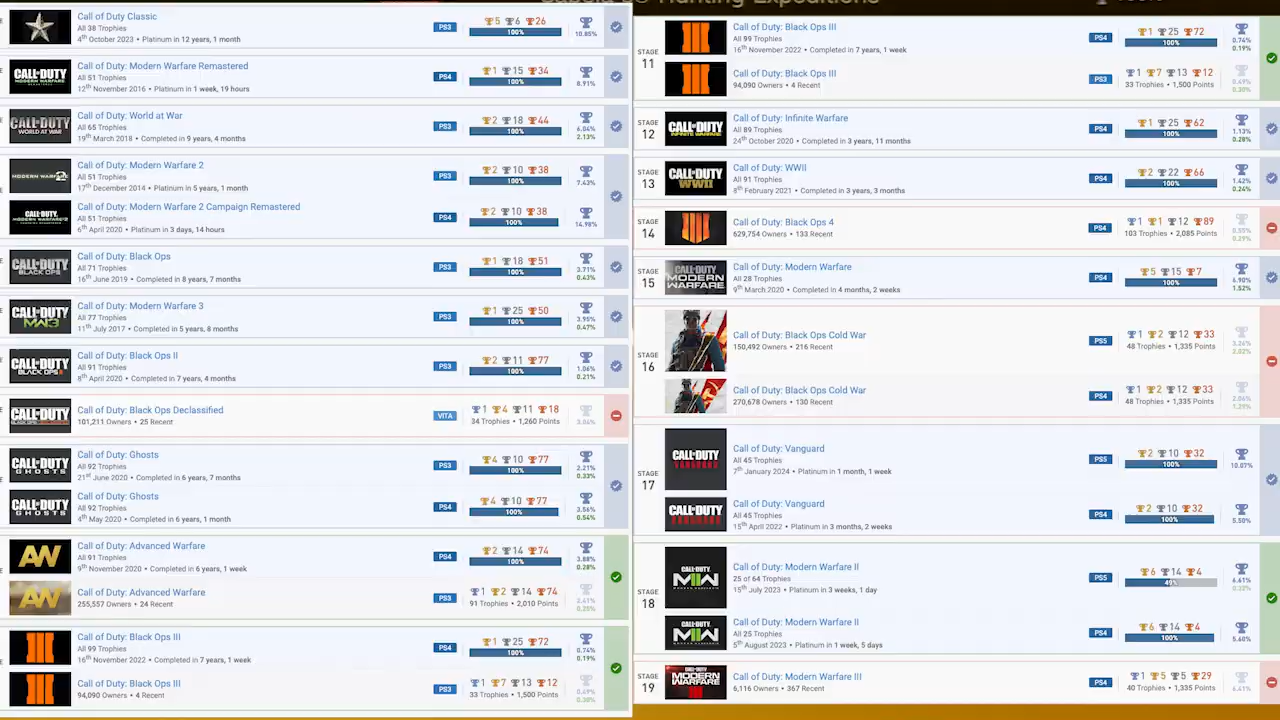 Call of Duty Classic
All 38 Trophies
4th October 2023 • Platinum in 12 years, 1 month
PS3
5 6 26
100%
10.85%
Call of Duty: Modern Warfare Remastered
All 51 Trophies
12th November 2016 • Platinum in 1 week, 19 hours
PS4
1 15 34
100%
8.91%
Call of Duty: World at War
All 65 Trophies
19th March 2018 • Completed in 9 years, 4 months
PS3
2 18 44
100%
6.04%
2.13%
Call of Duty: Modern Warfare 2
All 51 Trophies
17th December 2014 • Platinum in 5 years, 1 month
PS3
2 10 38
100%
7.43%
Call of Duty: Modern Warfare 2 Campaign Remastered
All 51 Trophies
6th April 2020 • Platinum in 3 days, 14 hours
PS4
2 10 38
100%
14.98%
Call of Duty: Black Ops
All 71 Trophies
16th June 2019 • Completed in 8 years, 7 months
PS3
1 18 51
100%
3.71%
0.43%
Call of Duty: Modern Warfare 3
All 77 Trophies
11th July 2017 • Completed in 5 years, 8 months
PS3
1 25 50
100%
3.95%
0.47%
Call of Duty: Black Ops II
All 91 Trophies
8th April 2020 • Completed in 7 years, 4 months
PS3
2 11 77
100%
1.06%
0.21%
Call of Duty: Black Ops Declassified
101,211 Owners • 25 Recent
VITA
1 4 11 18
34 Trophies • 1,260 Points
3.04%
Call of Duty: Ghosts
All 92 Trophies
21st June 2020 • Completed in 6 years, 7 months
PS3
4 10 77
100%
2.21%
0.33%
Call of Duty: Ghosts
All 92 Trophies
4th May 2020 • Completed in 6 years, 1 month
PS4
4 10 77
100%
3.56%
0.54%
Call of Duty: Advanced Warfare
All 91 Trophies
9th November 2020 • Completed in 6 years, 1 week
PS4
2 14 74
100%
3.88%
0.28%
Call of Duty: Advanced Warfare
255,557 Owners • 24 Recent
PS3
1 2 14 74
91 Trophies • 2,010 Points
2.41%
0.25%
Call of Duty: Black Ops III
All 99 Trophies
16th November 2022 • Completed in 7 years, 1 week
PS4
1 25 72
100%
0.74%
0.19%
Call of Duty: Black Ops III
94,090 Owners • 4 Recent
PS3
1 7 13 12
33 Trophies • 1,500 Points
0.49%
0.30%
STAGE
11
Call of Duty: Black Ops III
All 99 Trophies
16th November 2022 • Completed in 7 years, 1 week
PS4
1 25 72
100%
0.74%
0.19%
Call of Duty: Black Ops III
94,090 Owners • 4 Recent
PS3
1 7 13 12
33 Trophies • 1,500 Points
0.49%
0.30%
STAGE
12
Call of Duty: Infinite Warfare
All 89 Trophies
24th October 2020 • Completed in 3 years, 11 months
PS4
1 25 62
100%
1.13%
0.28%
STAGE
13
Call of Duty: WWII
All 91 Trophies
8th February 2021 • Completed in 3 years, 3 months
PS4
2 22 66
100%
1.42%
0.24%
STAGE
14
Call of Duty: Black Ops 4
629,754 Owners • 133 Recent
PS4
1 1 12 89
103 Trophies • 2,085 Points
0.55%
0.29%
STAGE
15
Call of Duty: Modern Warfare
All 28 Trophies
9th March 2020 • Completed in 4 months, 2 weeks
PS4
5 15 7
100%
6.90%
1.52%
STAGE
16
Call of Duty: Black Ops Cold War
150,492 Owners • 216 Recent
PS5
1 2 12 33
48 Trophies • 1,335 Points
Call of Duty: Black Ops Cold War
270,678 Owners • 130 Recent
PS4
1 2 12 33
48 Trophies • 1,335 Points
STAGE
17
Call of Duty: Vanguard
All 45 Trophies
7th January 2024 • Platinum in 1 month, 1 week
PS5
2 10 32
100%
10.07%
Call of Duty: Vanguard
All 45 Trophies
15th April 2022 • Platinum in 3 months, 2 weeks
PS4
2 10 32
100%
5.50%
STAGE
18
Call of Duty: Modern Warfare II
25 of 64 Trophies
15th July 2023 • Platinum in 3 weeks, 1 day
PS5
6 14 4
49%
6.61%
Call of Duty: Modern Warfare II
All 25 Trophies
5th August 2023 • Platinum in 1 week, 5 days
PS4
6 14 4
100%
5.60%
STAGE
19
Call of Duty: Modern Warfare III
6,116 Owners • 367 Recent
PS4
1 5 5 29
40 Trophies • 1,335 Points
6.41%